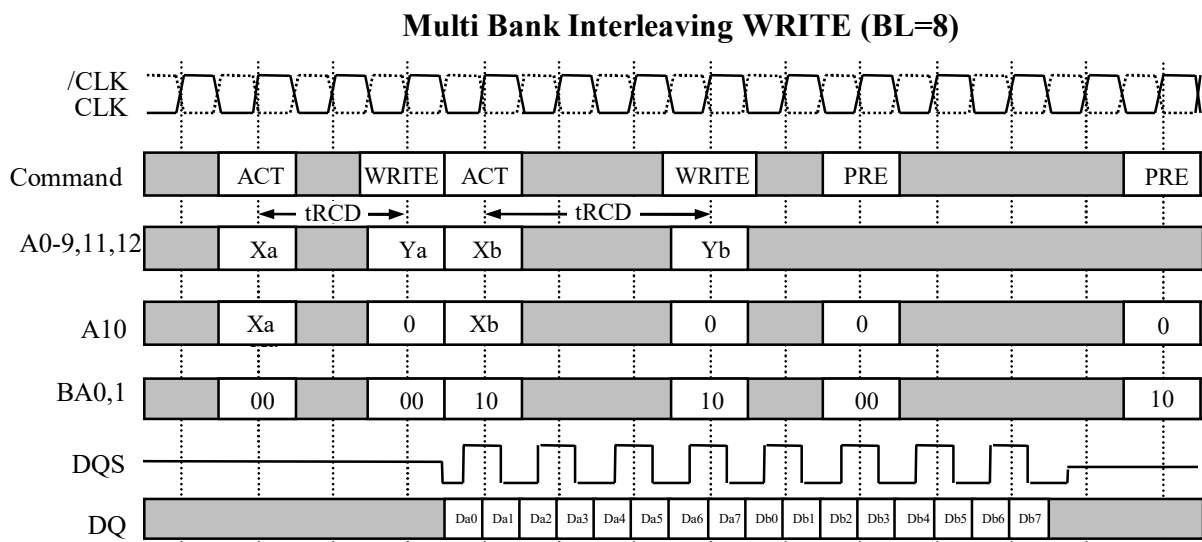 Multi Bank Interleaving WRITE (BL=8)
/CLK
CLK
Command ACT WRITE ACT WRITE PRE PRE
tRCD tRCD
A0-9,11,12 Xa Ya Xb Yb
A10 Xa 0 Xb 0 0 0
BA0,1 00 00 10 10 00 10
DQS
DQ Da0 Da1 Da2 Da3 Da4 Da5 Da6 Da7 Db0 Db1 Db2 Db3 Db4 Db5 Db6 Db7